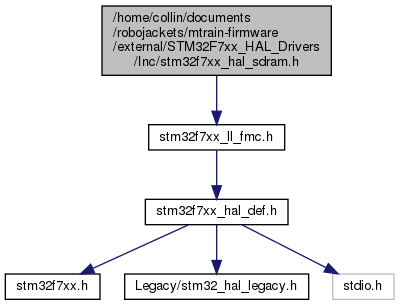 /home/collin/documents
/robojackets/mtrain-firmware
/external/STM32F7xx_HAL_Drivers
/Inc/stm32f7xx_hal_sdram.h
stm32f7xx_ll_fmc.h
stm32f7xx_hal_def.h
stm32f7xx.h
Legacy/stm32_hal_legacy.h
stdio.h